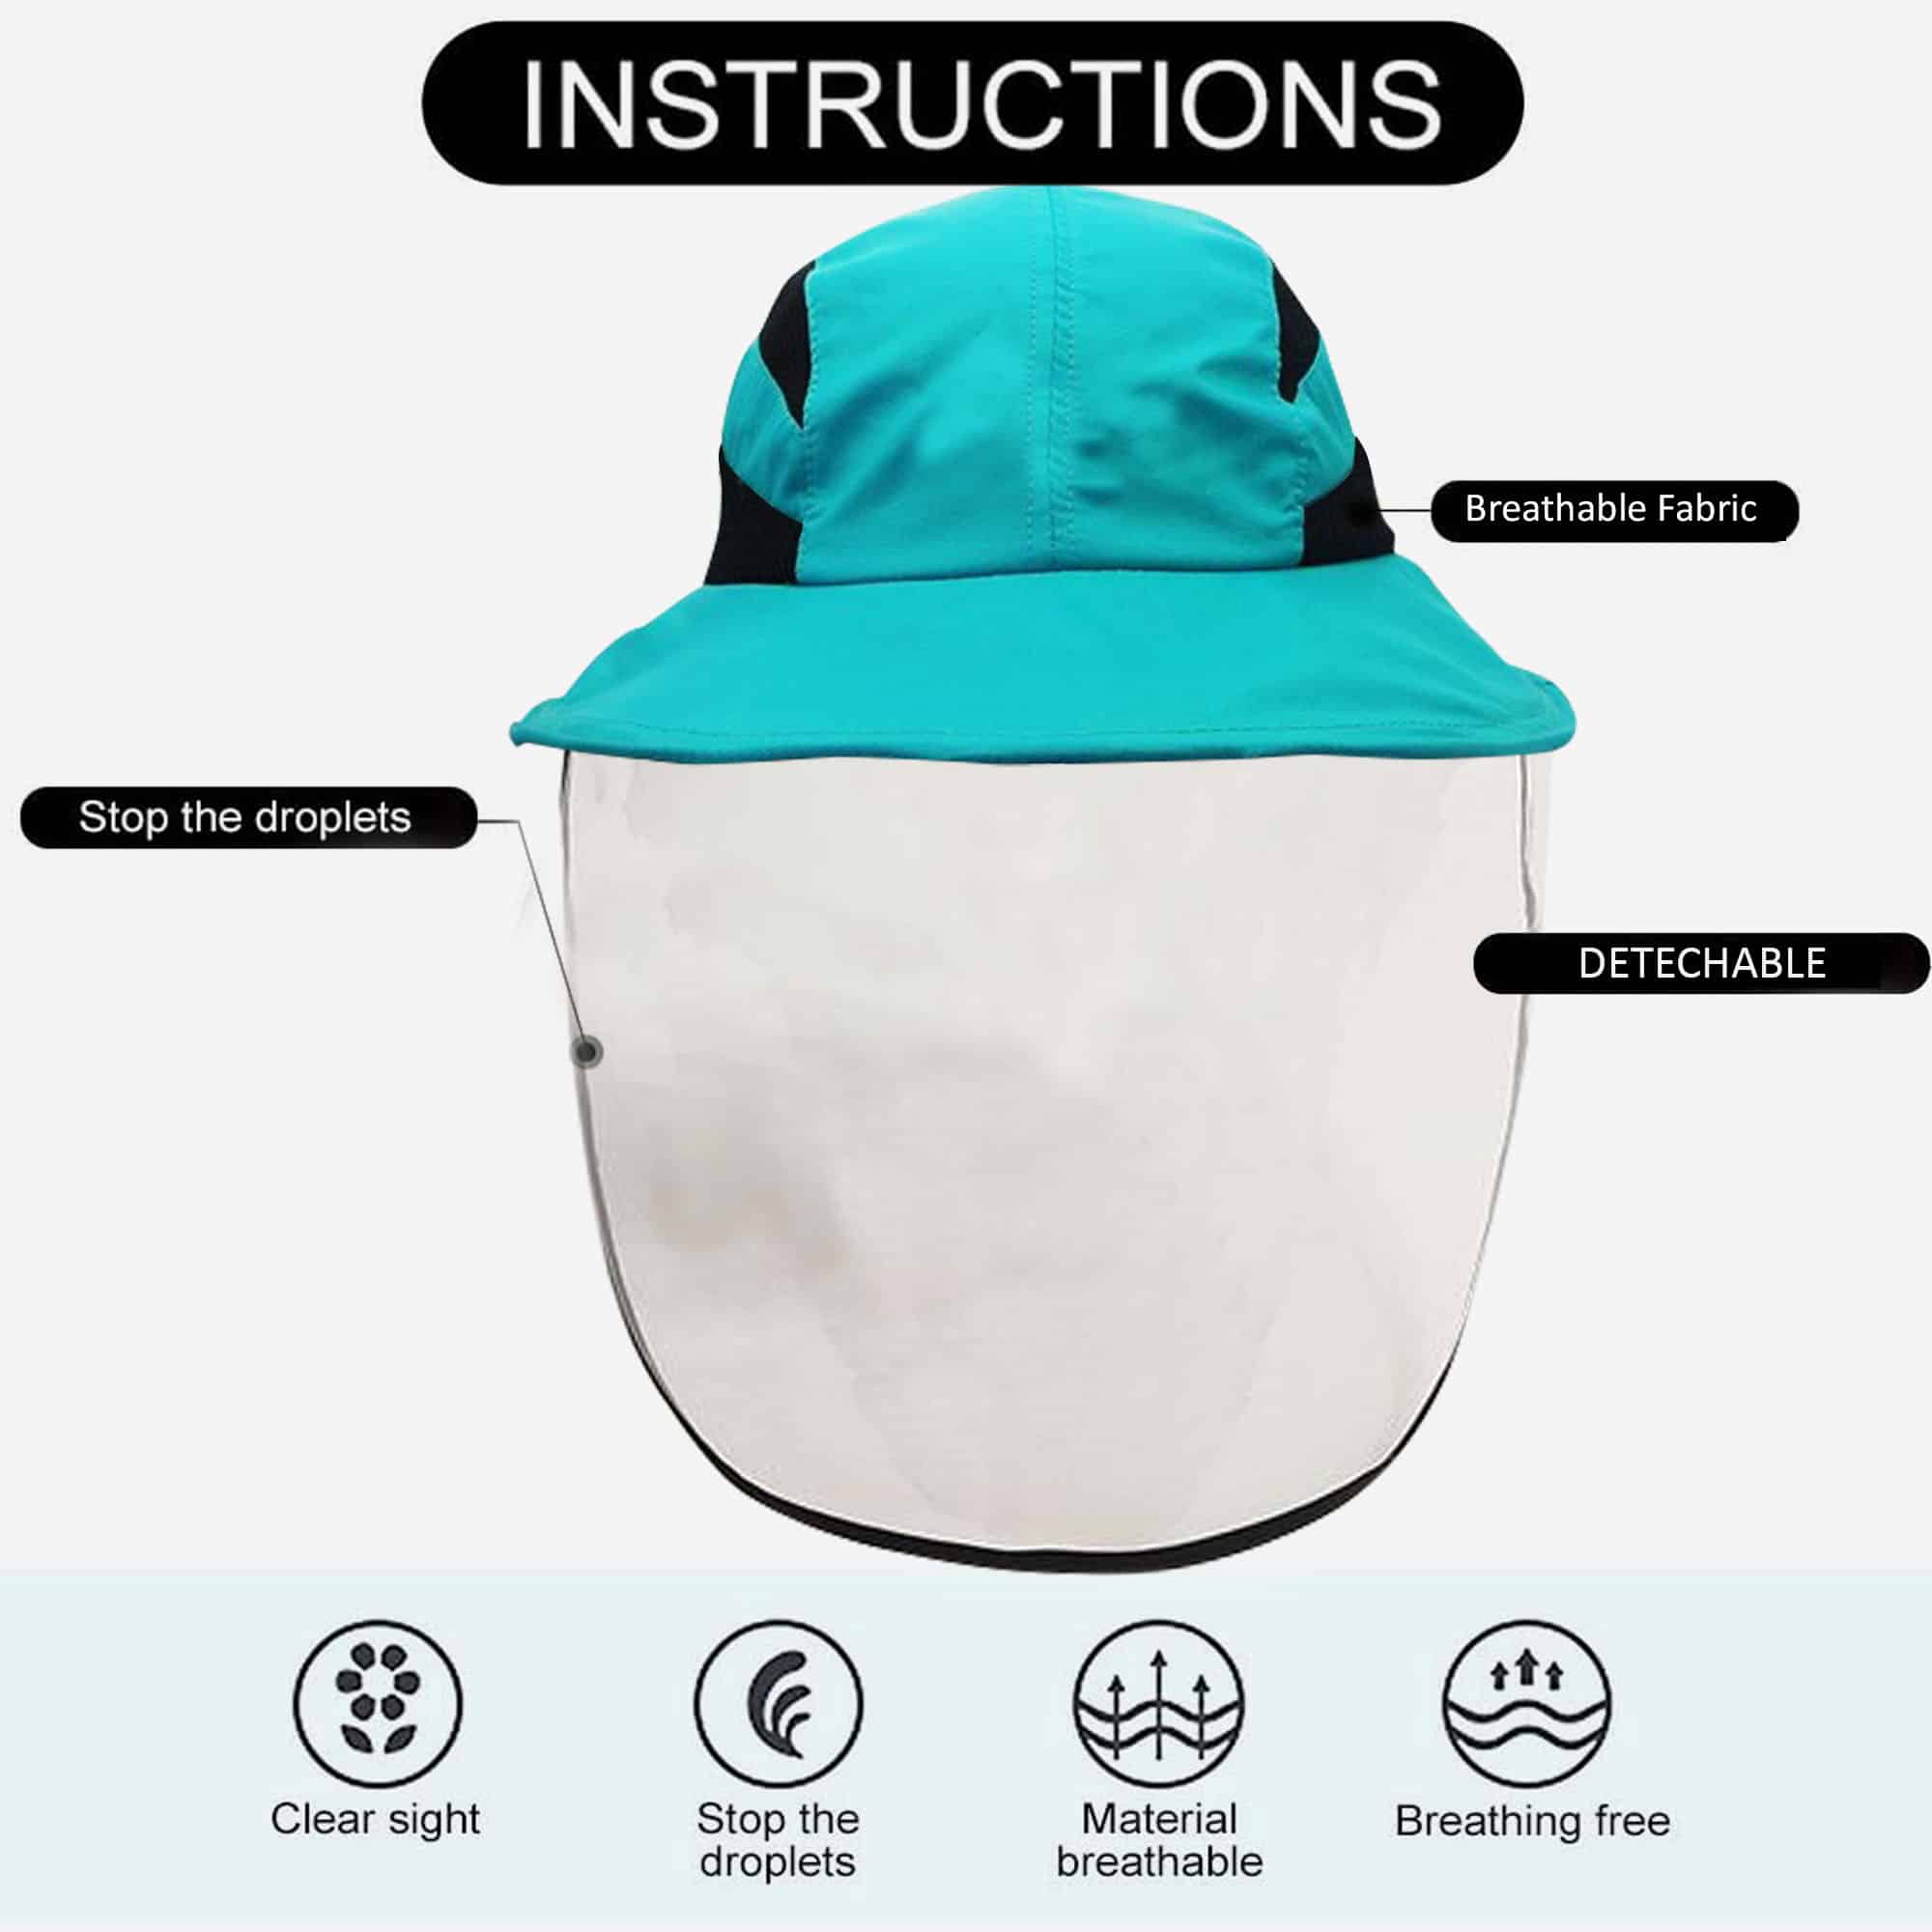 INSTRUCTIONS
Breathable Fabric
Stop the droplets
DETECHABLE
Clear sight
Stop the
droplets
Material
breathable
Breathing free